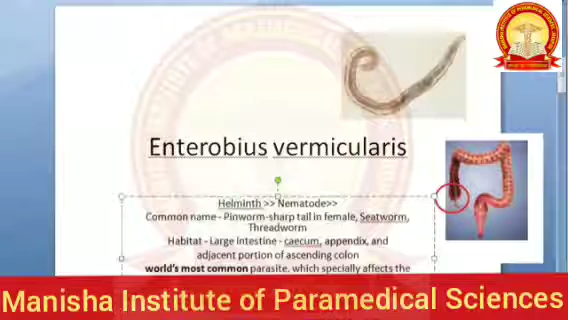 Enterobius vermicularis
Helminth >> Nematode>>
Common name - Pinworm-sharp tail in female, Seatworm,
Threadworm
Habitat - Large Intestine - caecum, appendix, and
adjacent portion of ascending colon
world's most common parasite, which specially affects the
Manisha Institute of Paramedical Sciences